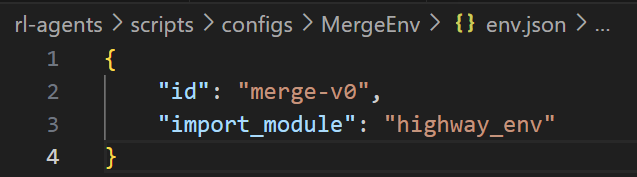 rl-agents > scripts > configs > MergeEnv > {} env.json > ...
1 {
2 "id": "merge-v0",
3 "import_module": "highway_env"
4 }